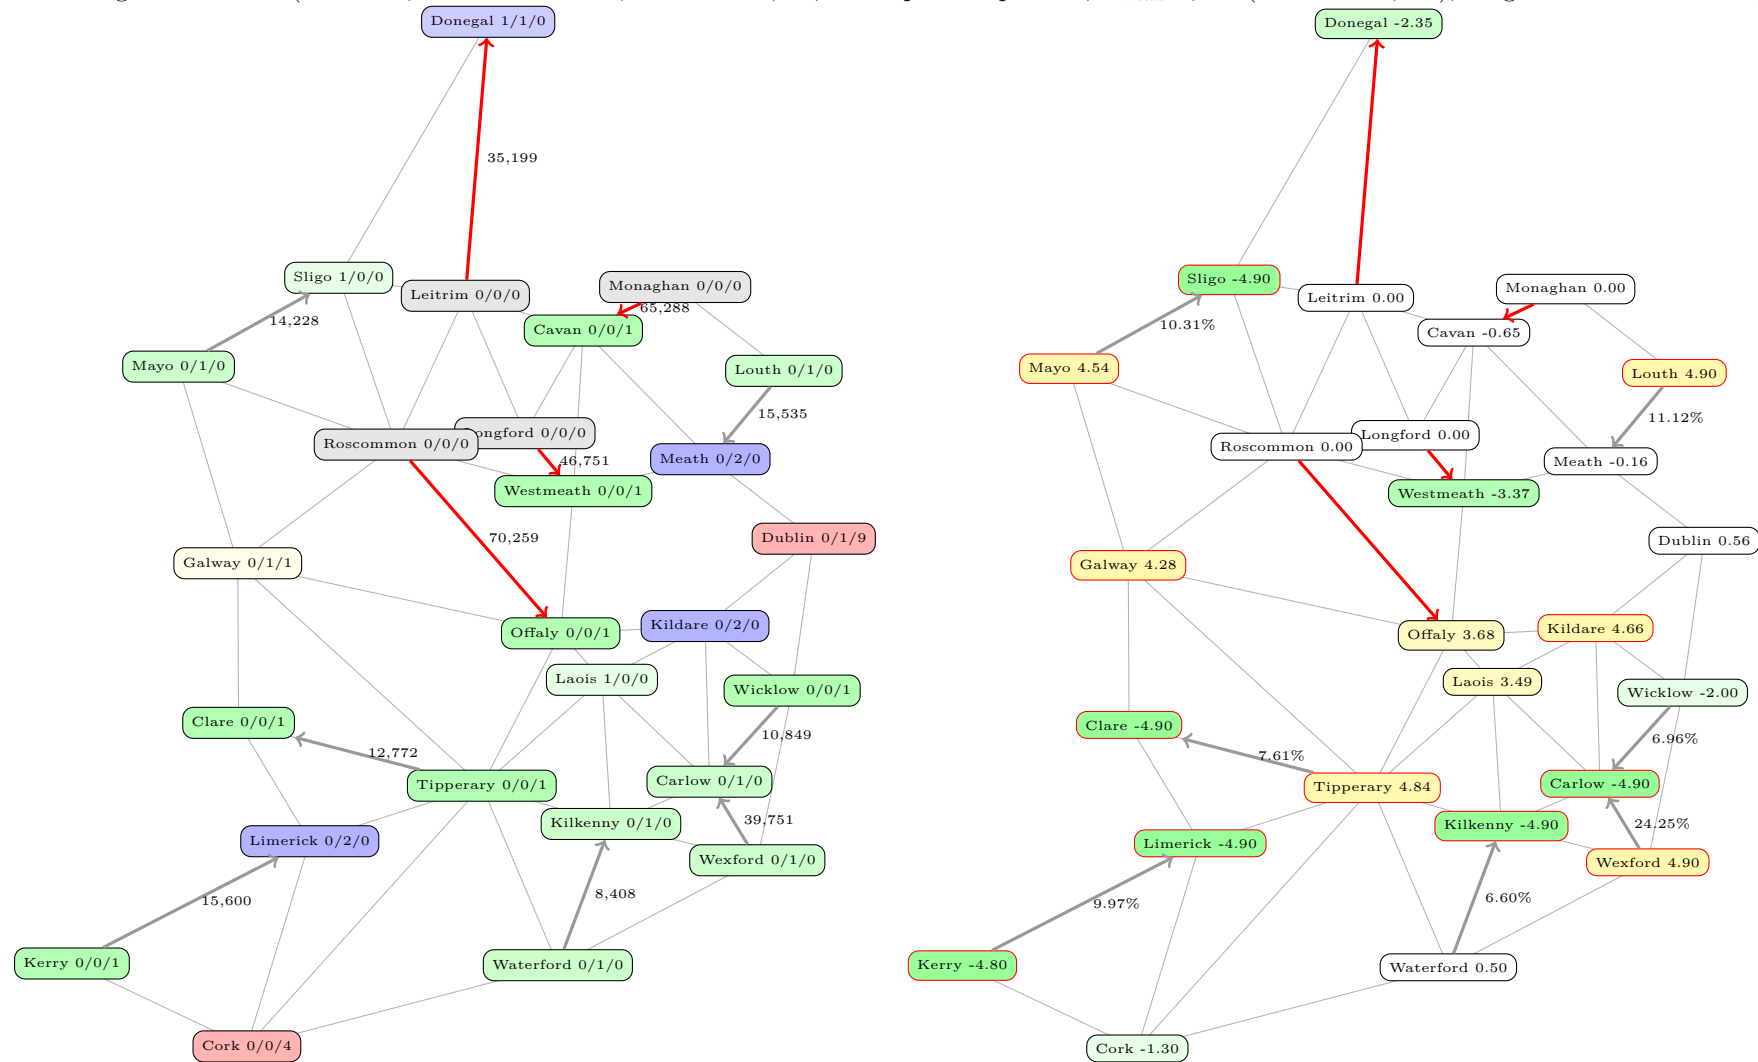 Donegal 1/1/0
35,199
Sligo 1/0/0
Leitrim 0/0/0
Monaghan 0/0/0
65,288
14,228
Cavan 0/0/1
Mayo 0/1/0
Louth 0/1/0
15,535
Roscommon 0/0/0
ongford 0/0/0
46,751
Meath 0/2/0
Westmeath 0/0/1
70,259
Dublin 0/1/9
Galway 0/1/1
Offaly 0/0/1
Kildare 0/2/0
Laois 1/0/0
Wicklow 0/0/1
Clare 0/0/1
12,772
10,849
Tipperary 0/0/1
Carlow 0/1/0
Kilkenny 0/1/0
39,751
Limerick 0/2/0
Wexford 0/1/0
15,600
8,408
Kerry 0/0/1
Waterford 0/1/0
Cork 0/0/4
Donegal -2.35
Sligo -4.90
Leitrim 0.00
Monaghan 0.00
10.31%
Cavan -0.65
Mayo 4.54
Louth 4.90
11.12%
Roscommon 0.00
Longford 0.00
Meath -0.16
Westmeath -3.37
Dublin 0.56
Galway 4.28
Offaly 3.68
Kildare 4.66
Laois 3.49
Wicklow -2.00
Clare -4.90
7.61%
6.96%
Tipperary 4.84
Carlow -4.90
Kilkenny -4.90
24.25%
Limerick -4.90
Wexford 4.90
9.97%
6.60%
Kerry -4.80
Waterford 0.50
Cork -1.30